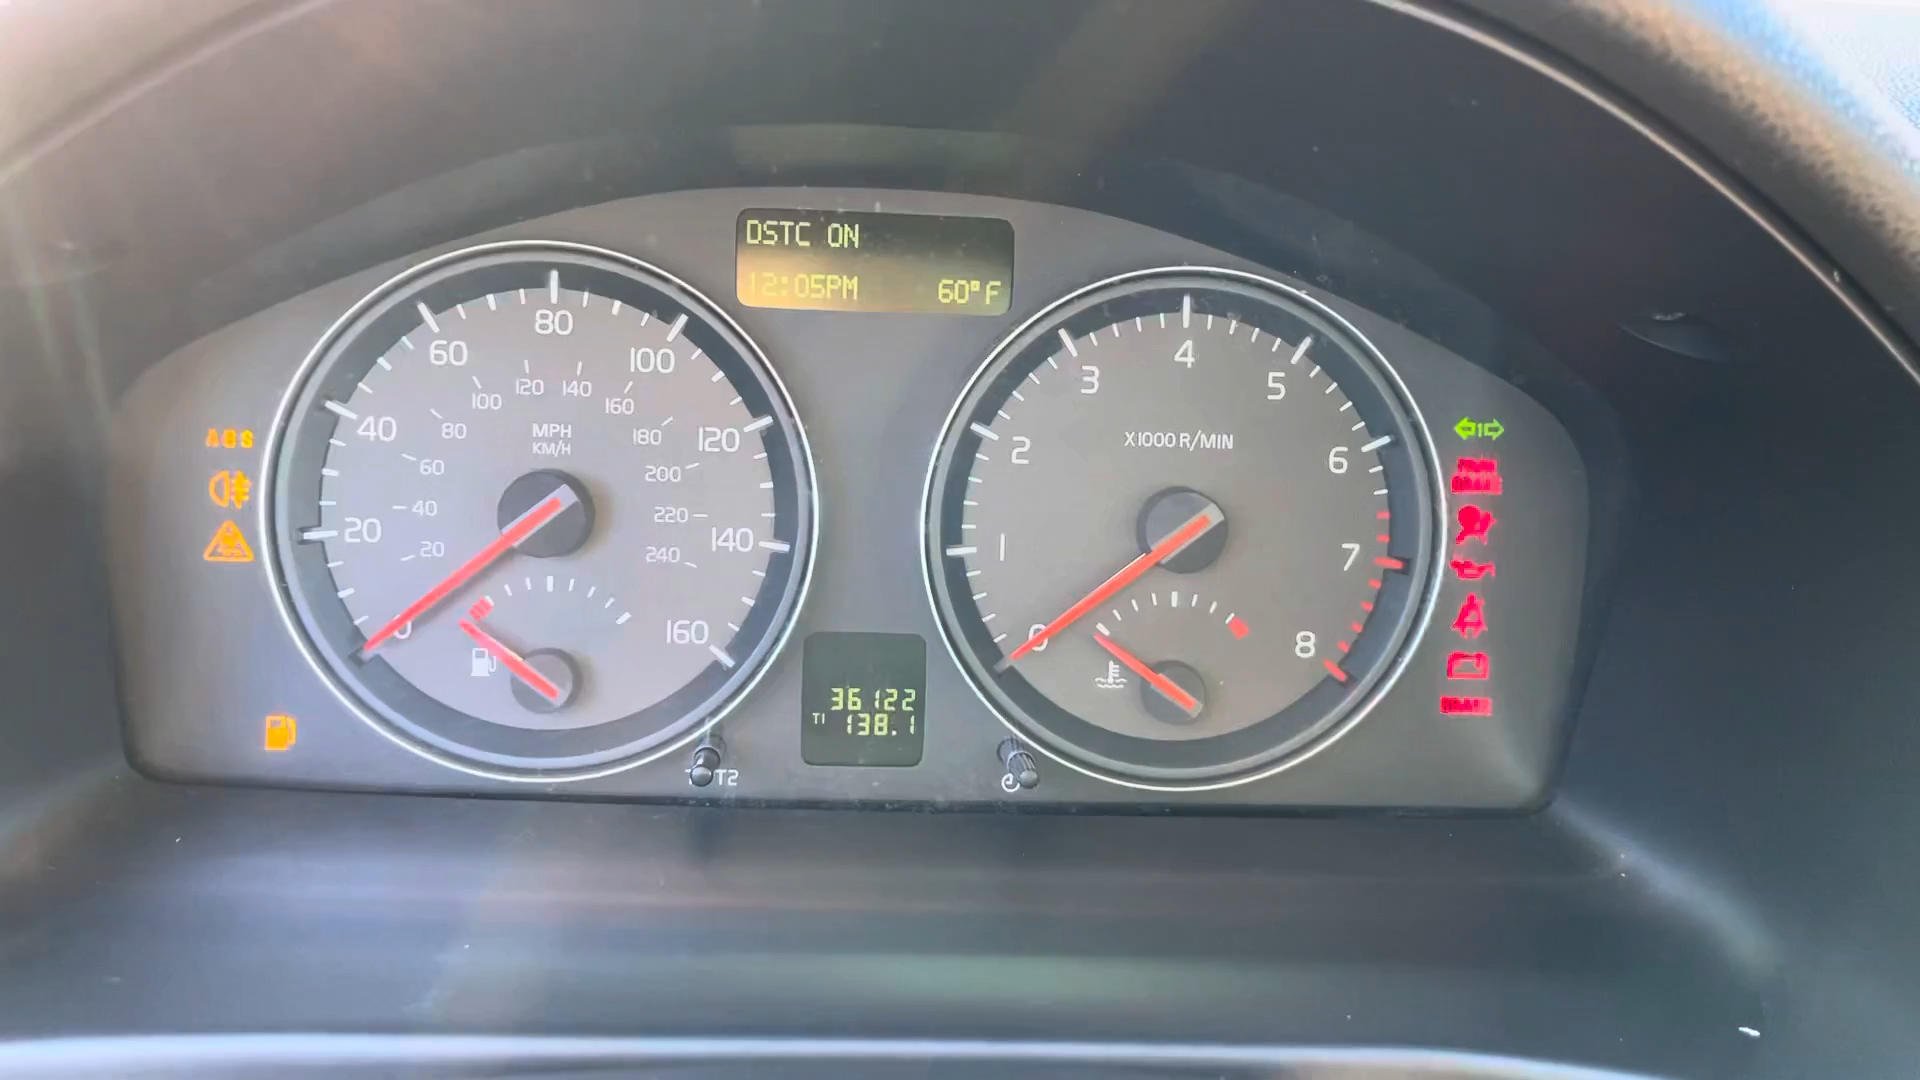 DSTC ON
12:05PM 60°F
ABS
0 20 40 60 80 100 120 140 160
20 40 60 80 100 120 140 160 180 200 220 240
MPH
KM/H
36122
T1 138.1
T2
0 1 2 3 4 5 6 7 8
X1000 R/MIN